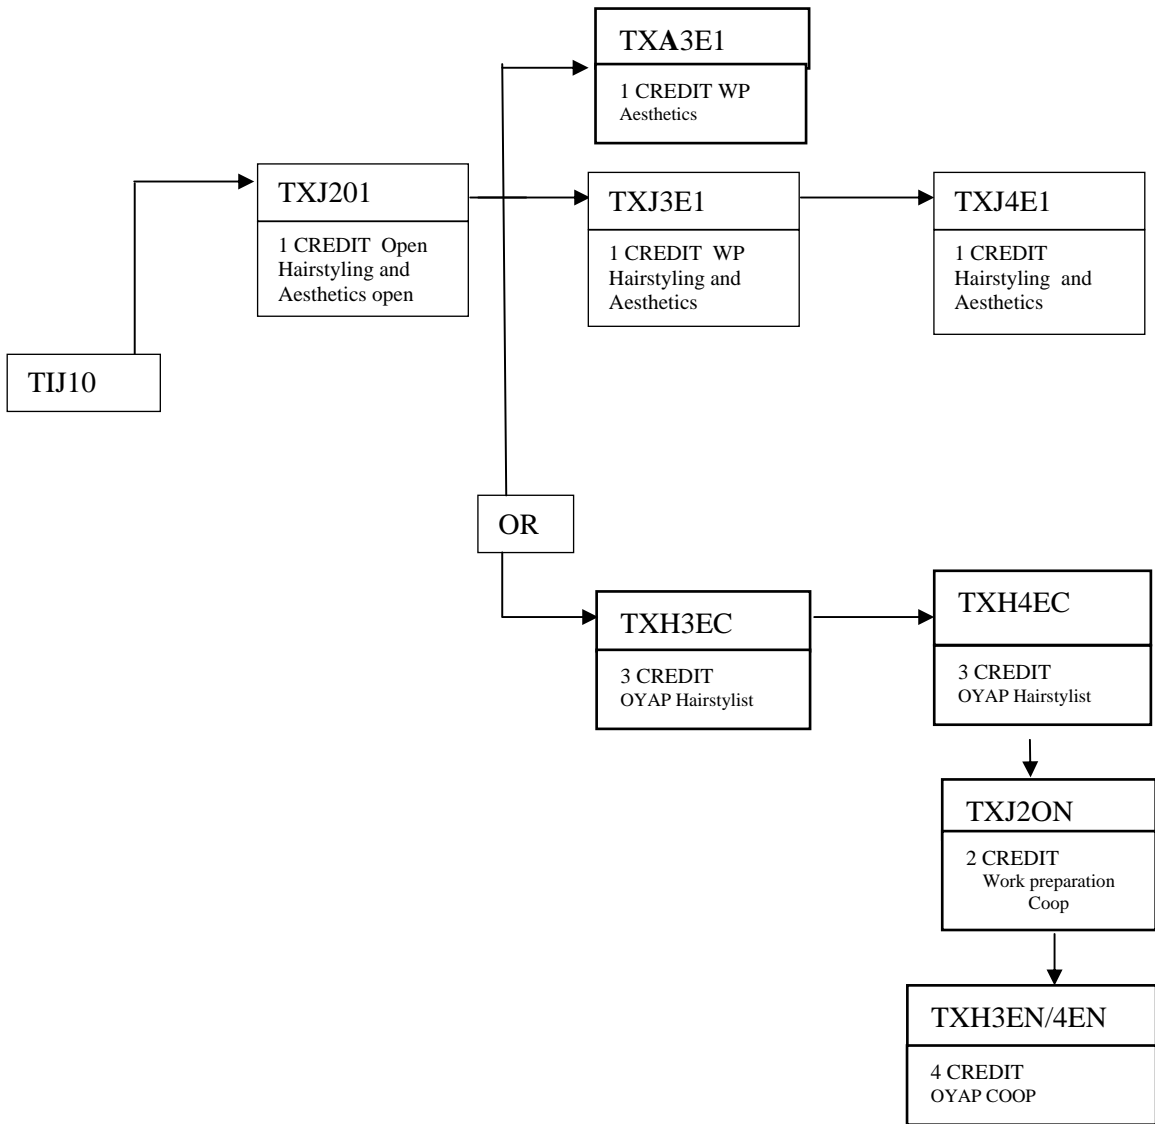 TXA3E1
1 CREDIT WP
Aesthetics
TXJ201
1 CREDIT Open
Hairstyling and
Aesthetics open
TXJ3E1
1 CREDIT WP
Hairstyling and
Aesthetics
TXJ4E1
1 CREDIT
Hairstyling and
Aesthetics
TIJ10
OR
TXH3EC
3 CREDIT
OYAP Hairstylist
TXH4EC
3 CREDIT
OYAP Hairstylist
TXJ2ON
2 CREDIT
Work preparation
Coop
TXH3EN/4EN
4 CREDIT
OYAP COOP